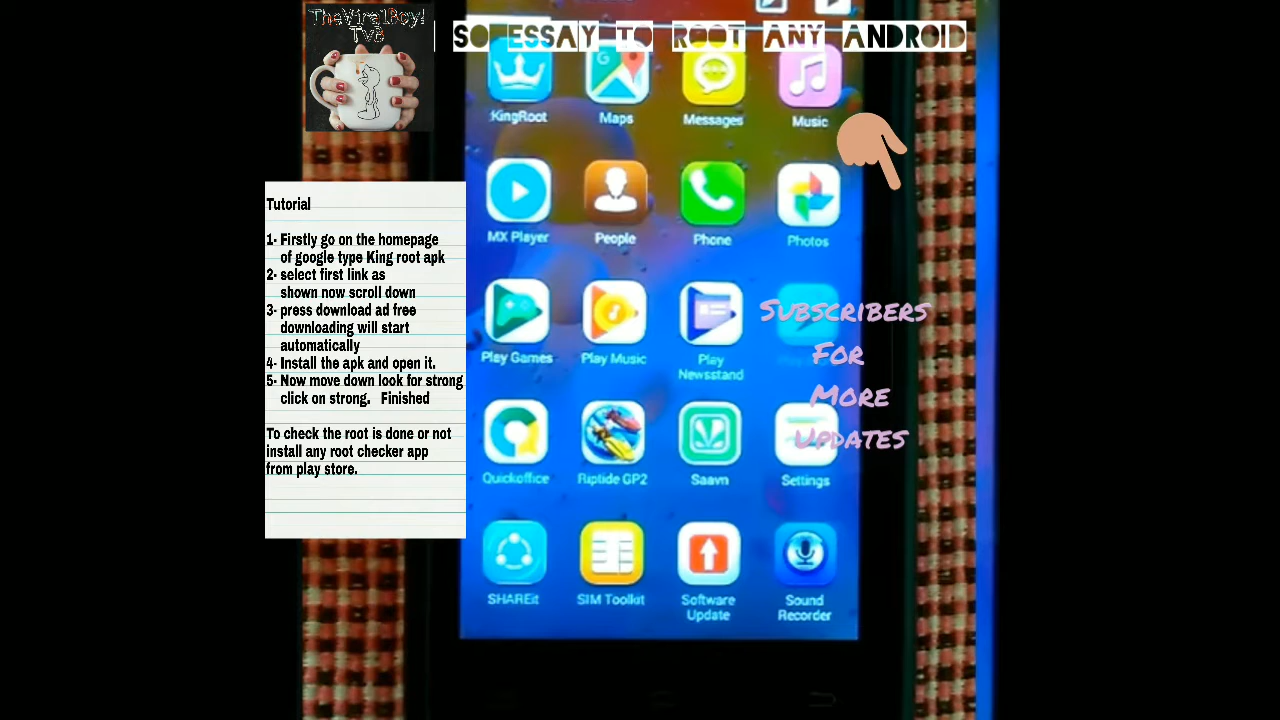 TheViralBoy!
Tv6
SO ESSAY TO ROOT ANY ANDROID
KingRoot
Maps
Messages
Music
MX Player
People
Phone
Photos
Play Games
Play Music
Play
Newsstand
Quickoffice
Riptide GP2
Saavn
Settings
SHAREit
SIM Toolkit
Software
Update
Sound
Recorder
Tutorial
1- Firstly go on the homepage
of google type King root apk
2- select first link as
shown now scroll down
3- press download ad free
downloading will start
automatically
4- Install the apk and open it.
5- Now move down look for strong
click on strong. Finished
To check the root is done or not
install any root checker app
from play store.
Subscribers
For
More
Updates